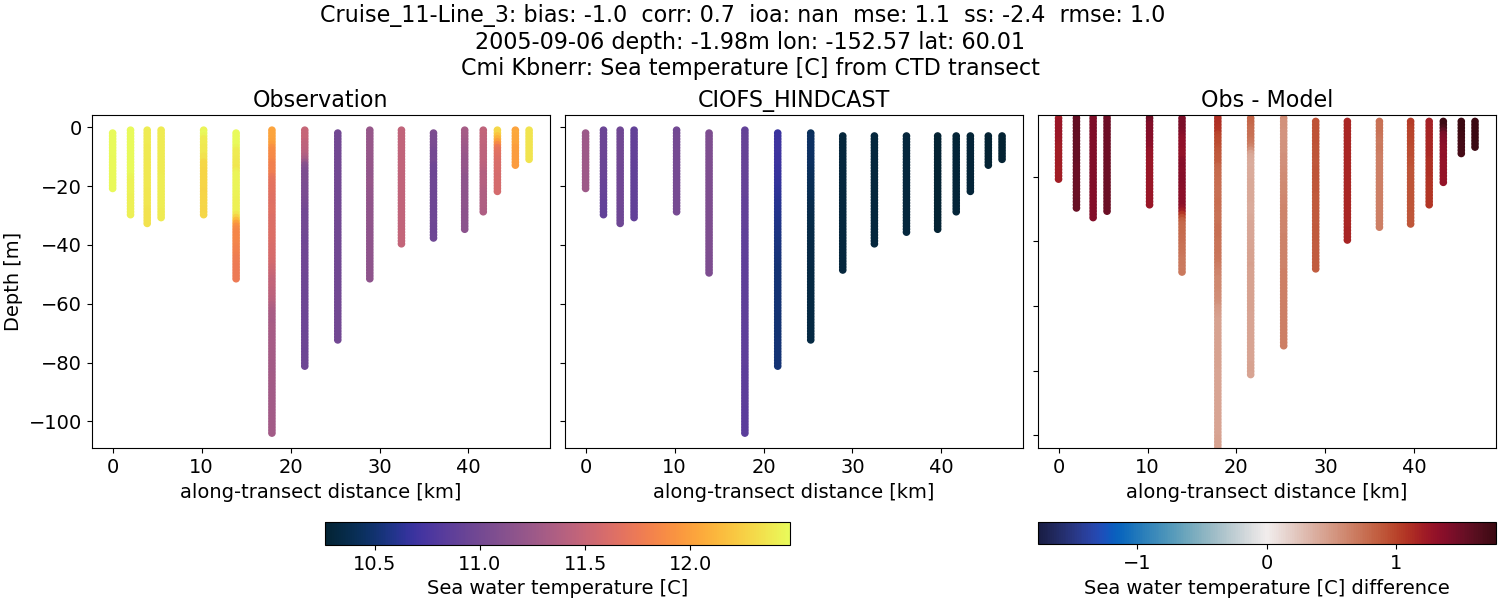 Cruise_11-Line_3: bias: -1.0  corr: 0.7  ioa: nan  mse: 1.1  ss: -2.4  rmse: 1.0
2005-09-06 depth: -1.98m lon: -152.57 lat: 60.01
Cmi Kbnerr: Sea temperature [C] from CTD transect
Observation
CIOFS_HINDCAST
Obs - Model
Depth [m]
0
−20
−40
−60
−80
−100
0 10 20 30 40
0 10 20 30 40
0 10 20 30 40
along-transect distance [km]
along-transect distance [km]
along-transect distance [km]
10.5 11.0 11.5 12.0
Sea water temperature [C]
−1 0 1
Sea water temperature [C] difference